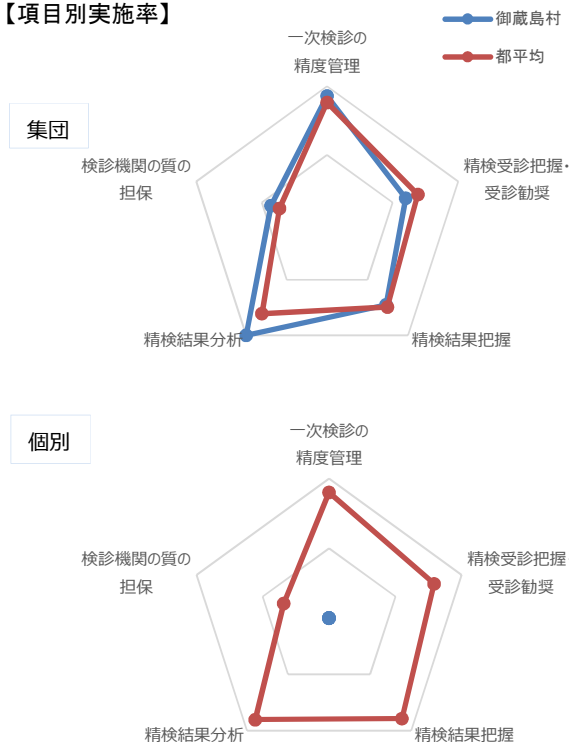 【項目別実施率】
御蔵島村
都平均
集団
一次検診の
精度管理
精検受診把握・
受診勧奨
精検結果把握
精検結果分析
検診機関の質の
担保
個別
一次検診の
精度管理
精検受診把握
受診勧奨
精検結果把握
精検結果分析
検診機関の質の
担保